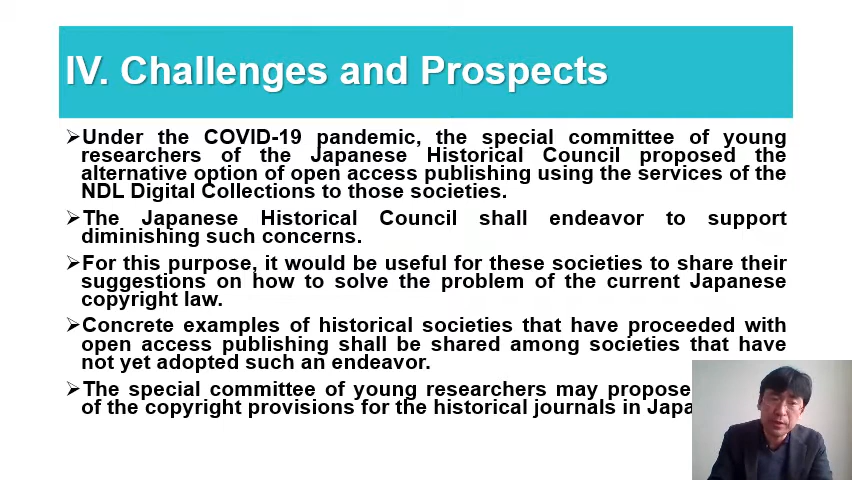 IV. Challenges and Prospects
➢Under the COVID-19 pandemic, the special committee of young
researchers of the Japanese Historical Council proposed the
alternative option of open access publishing using the services of the
NDL Digital Collections to those societies.
➢The Japanese Historical Council shall endeavor to support
diminishing such concerns.
➢For this purpose, it would be useful for these societies to share their
suggestions on how to solve the problem of the current Japanese
copyright law.
➢Concrete examples of historical societies that have proceeded with
open access publishing shall be shared among societies that have
not yet adopted such an endeavor.
➢The special committee of young researchers may propose
of the copyright provisions for the historical journals in